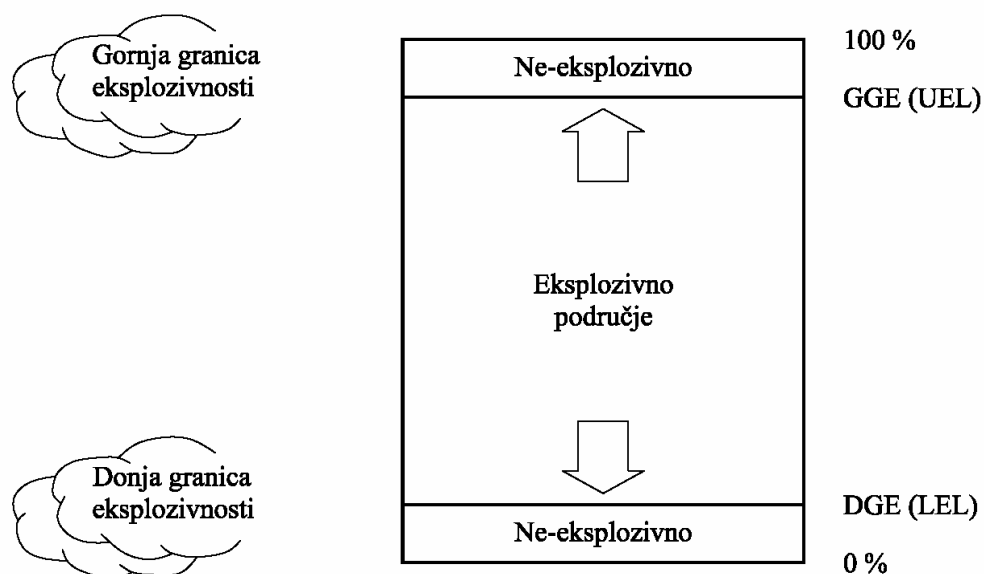 Gornja granica
eksplozivnosti
Ne-eksplozivno
100 %
GGE (UEL)
Eksplozivno
područje
Donja granica
eksplozivnosti
DGE (LEL)
Ne-eksplozivno
0 %